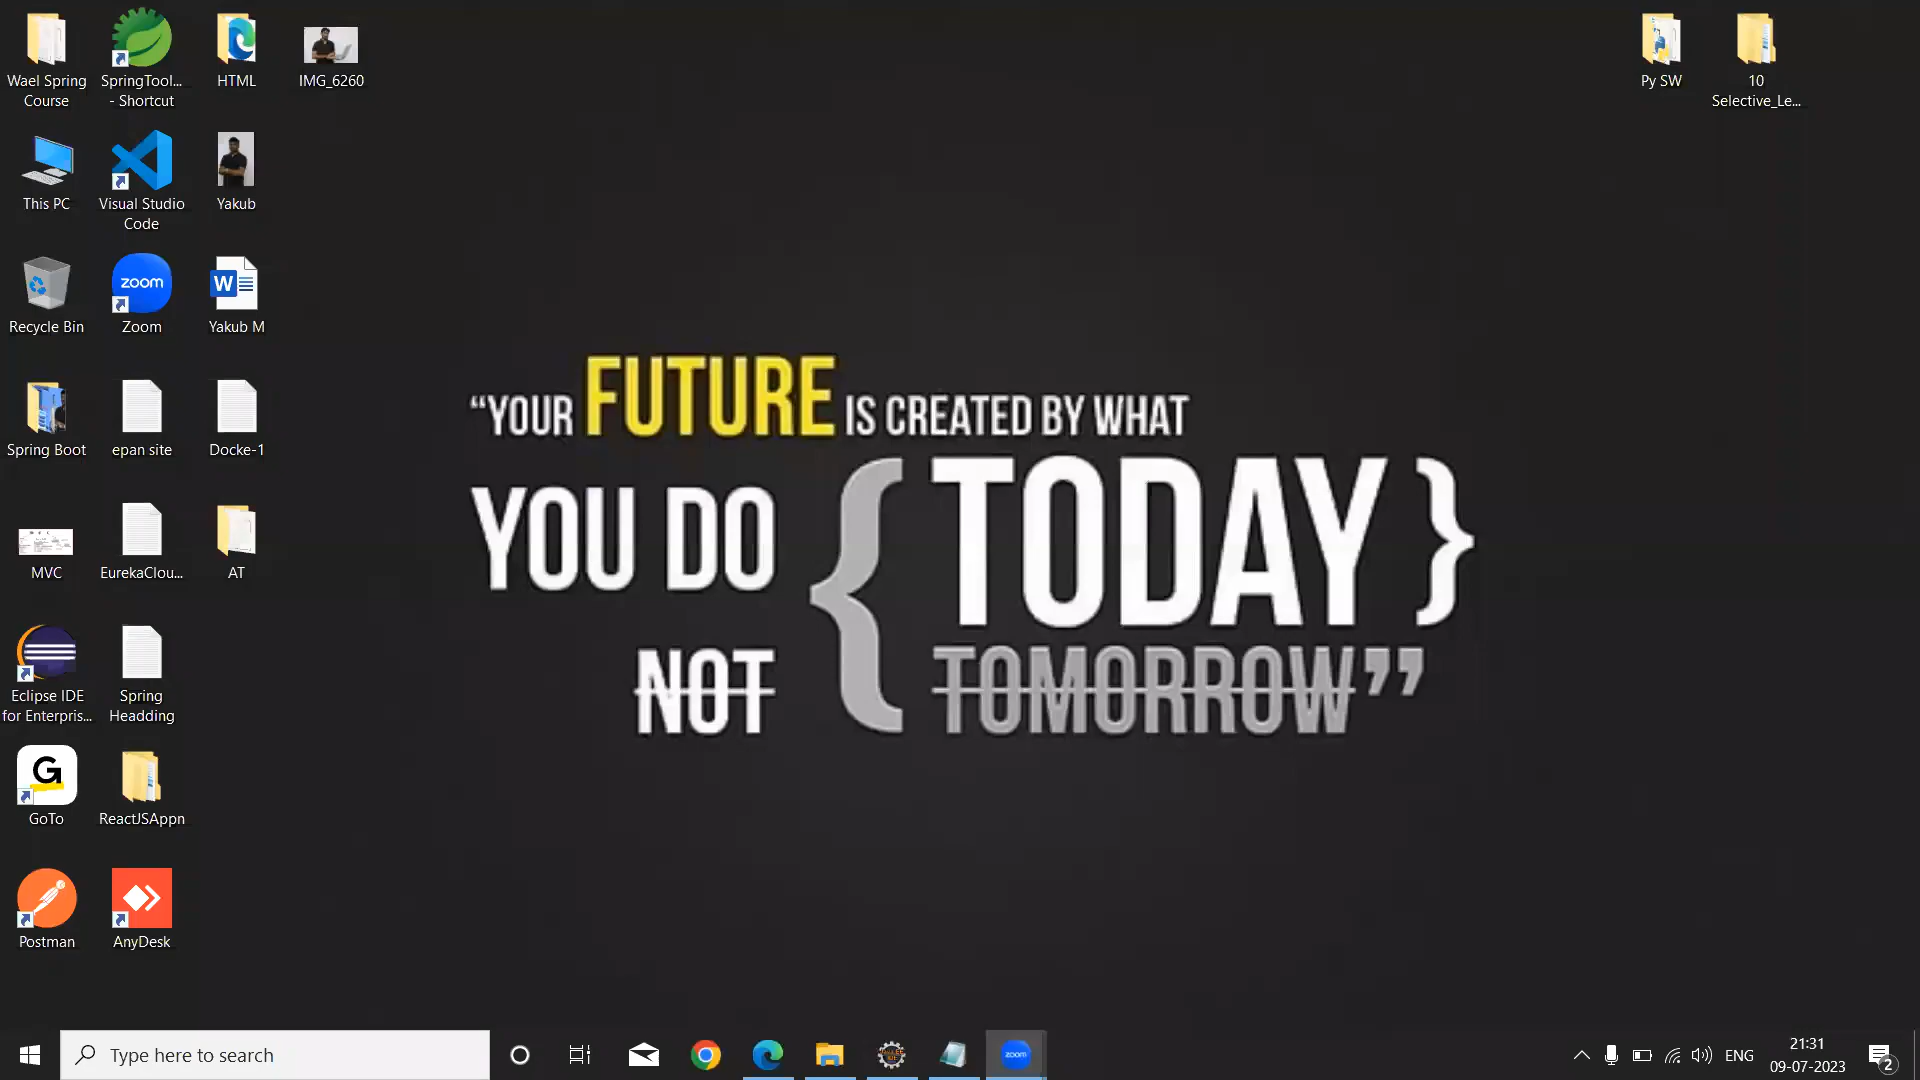 Wael Spring
Course
SpringTool...
- Shortcut
HTML
IMG_6260
Py SW
10
Selective_Le...
This PC
Visual Studio
Code
Yakub
Recycle Bin
zoom
Zoom
W
Yakub M
Spring Boot
epan site
Docke-1
MVC
EurekaClou...
AT
Eclipse IDE
for Enterpris...
Spring
Headding
G
GoTo
ReactJSAppn
Postman
AnyDesk
“YOUR FUTURE IS CREATED BY WHAT
YOU DO { TODAY }
NOT TOMORROW”
Type here to search
zoom
ENG
21:31
09-07-2023
2